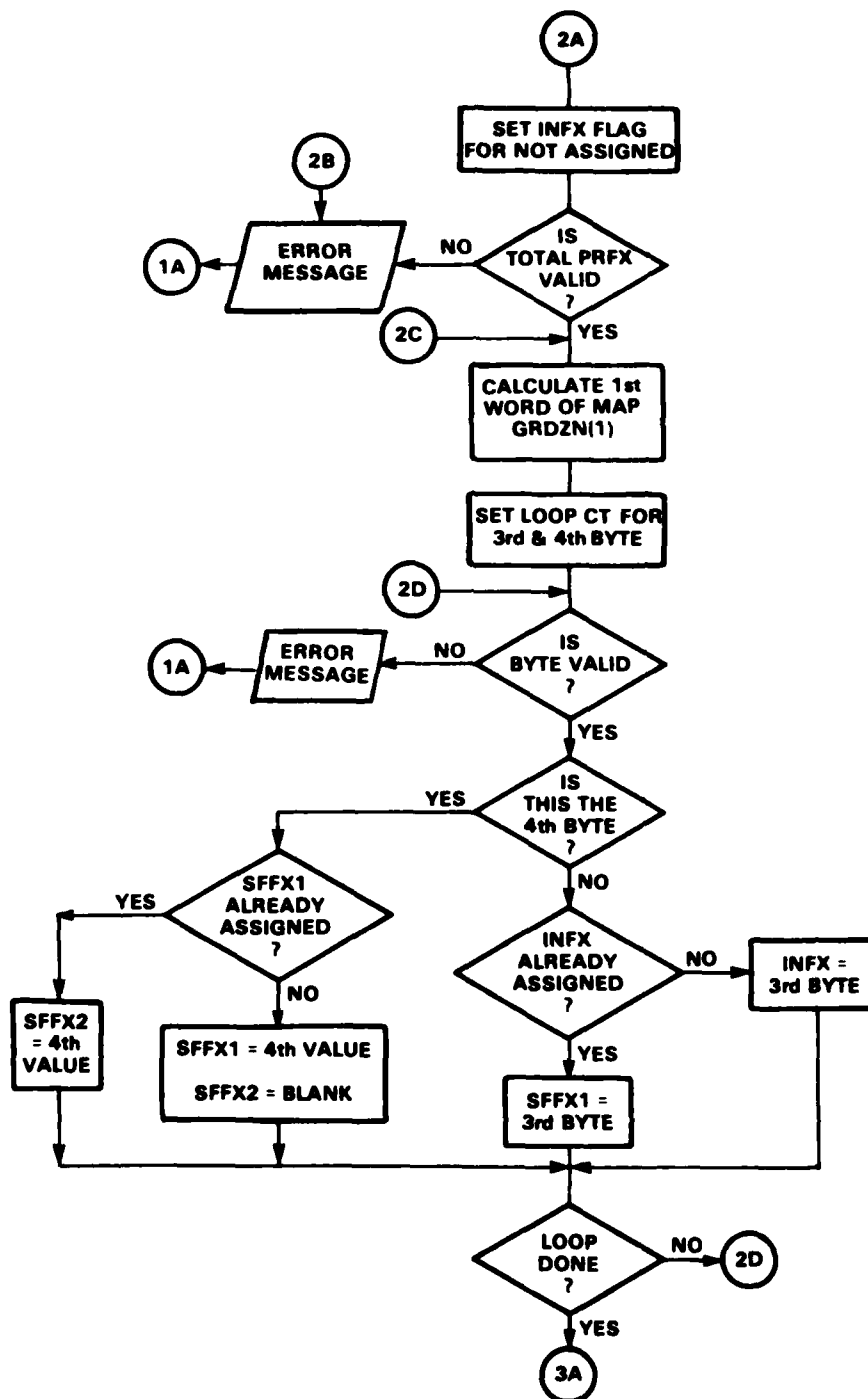 2A
SET INFX FLAG
FOR NOT ASSIGNED
2B
ERROR
MESSAGE
1A
NO
IS
TOTAL PRFX
VALID
?
YES
2C
CALCULATE 1st
WORD OF MAP
GRDZN(1)
SET LOOP CT FOR
3rd & 4th BYTE
2D
IS
BYTE VALID
?
NO
ERROR
MESSAGE
1A
YES
IS
THIS THE
4th BYTE
?
YES
NO
SFFX1
ALREADY
ASSIGNED
?
YES
NO
SFFX2
= 4th
VALUE
SFFX1 = 4th VALUE
SFFX2 = BLANK
INFX
ALREADY
ASSIGNED
?
NO
INFX =
3rd BYTE
YES
SFFX1 =
3rd BYTE
LOOP
DONE
?
NO
2D
YES
3A